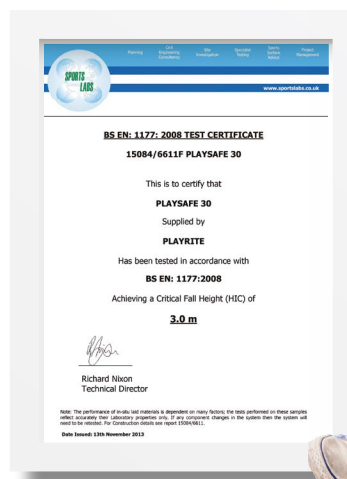 Planning
Civil Engineering Consultancy
Site Investigation
Specialist Testing
Sports Surface Advice
Project Management
SPORTS
LABS
www.sportslabs.co.uk
BS EN: 1177: 2008 TEST CERTIFICATE
15084/6611F PLAYSAFE 30
This is to certify that
PLAYSAFE 30
Supplied by
PLAYRITE
Has been tested in accordance with
BS EN: 1177:2008
Achieving a Critical Fall Height (HIC) of
3.0 m
Richard Nixon
Technical Director
Note: The performance of in-situ laid materials is dependent on many factors; the tests performed on these samples
reflect accurately their Laboratory properties only. If any component changes in the system then the system will
need to be retested. For Construction details see report 15084/6611.
Date Issued: 13th November 2013